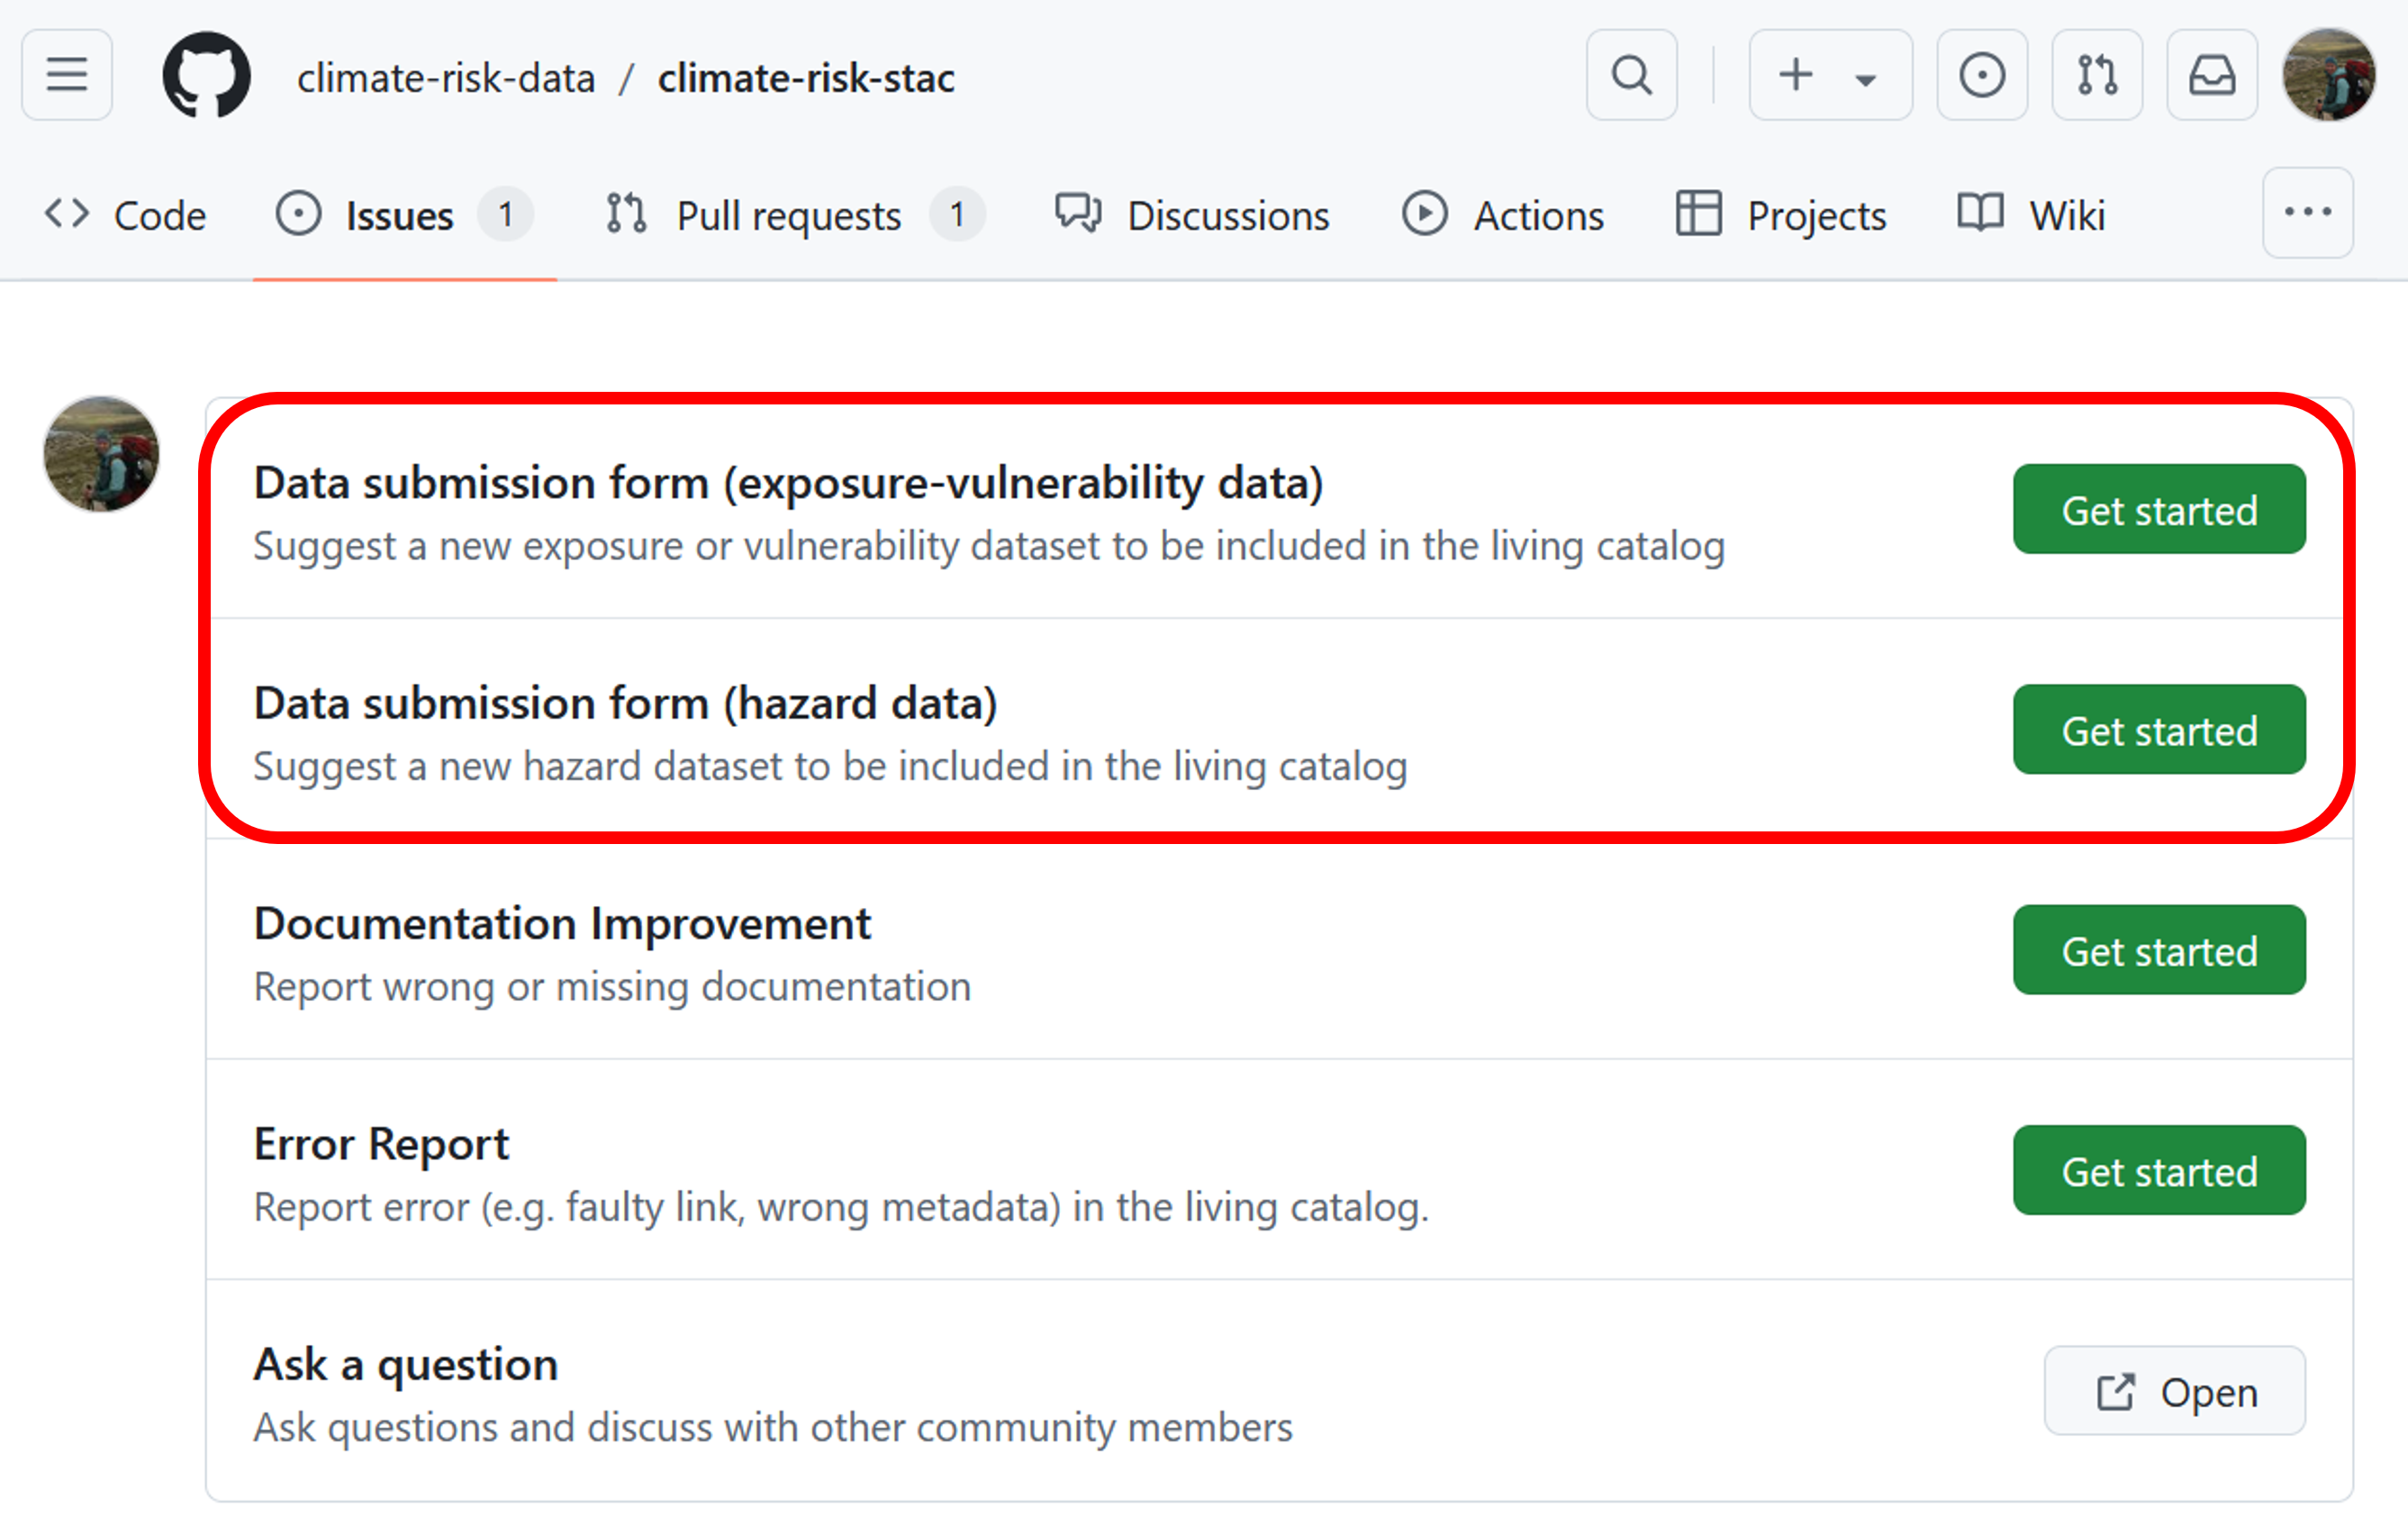 climate-risk-data / climate-risk-stac
Code Issues 1 Pull requests 1 Discussions Actions Projects Wiki
Data submission form (exposure-vulnerability data)
Suggest a new exposure or vulnerability dataset to be included in the living catalog
Get started
Data submission form (hazard data)
Suggest a new hazard dataset to be included in the living catalog
Get started
Documentation Improvement
Report wrong or missing documentation
Get started
Error Report
Report error (e.g. faulty link, wrong metadata) in the living catalog.
Get started
Ask a question
Ask questions and discuss with other community members
Open